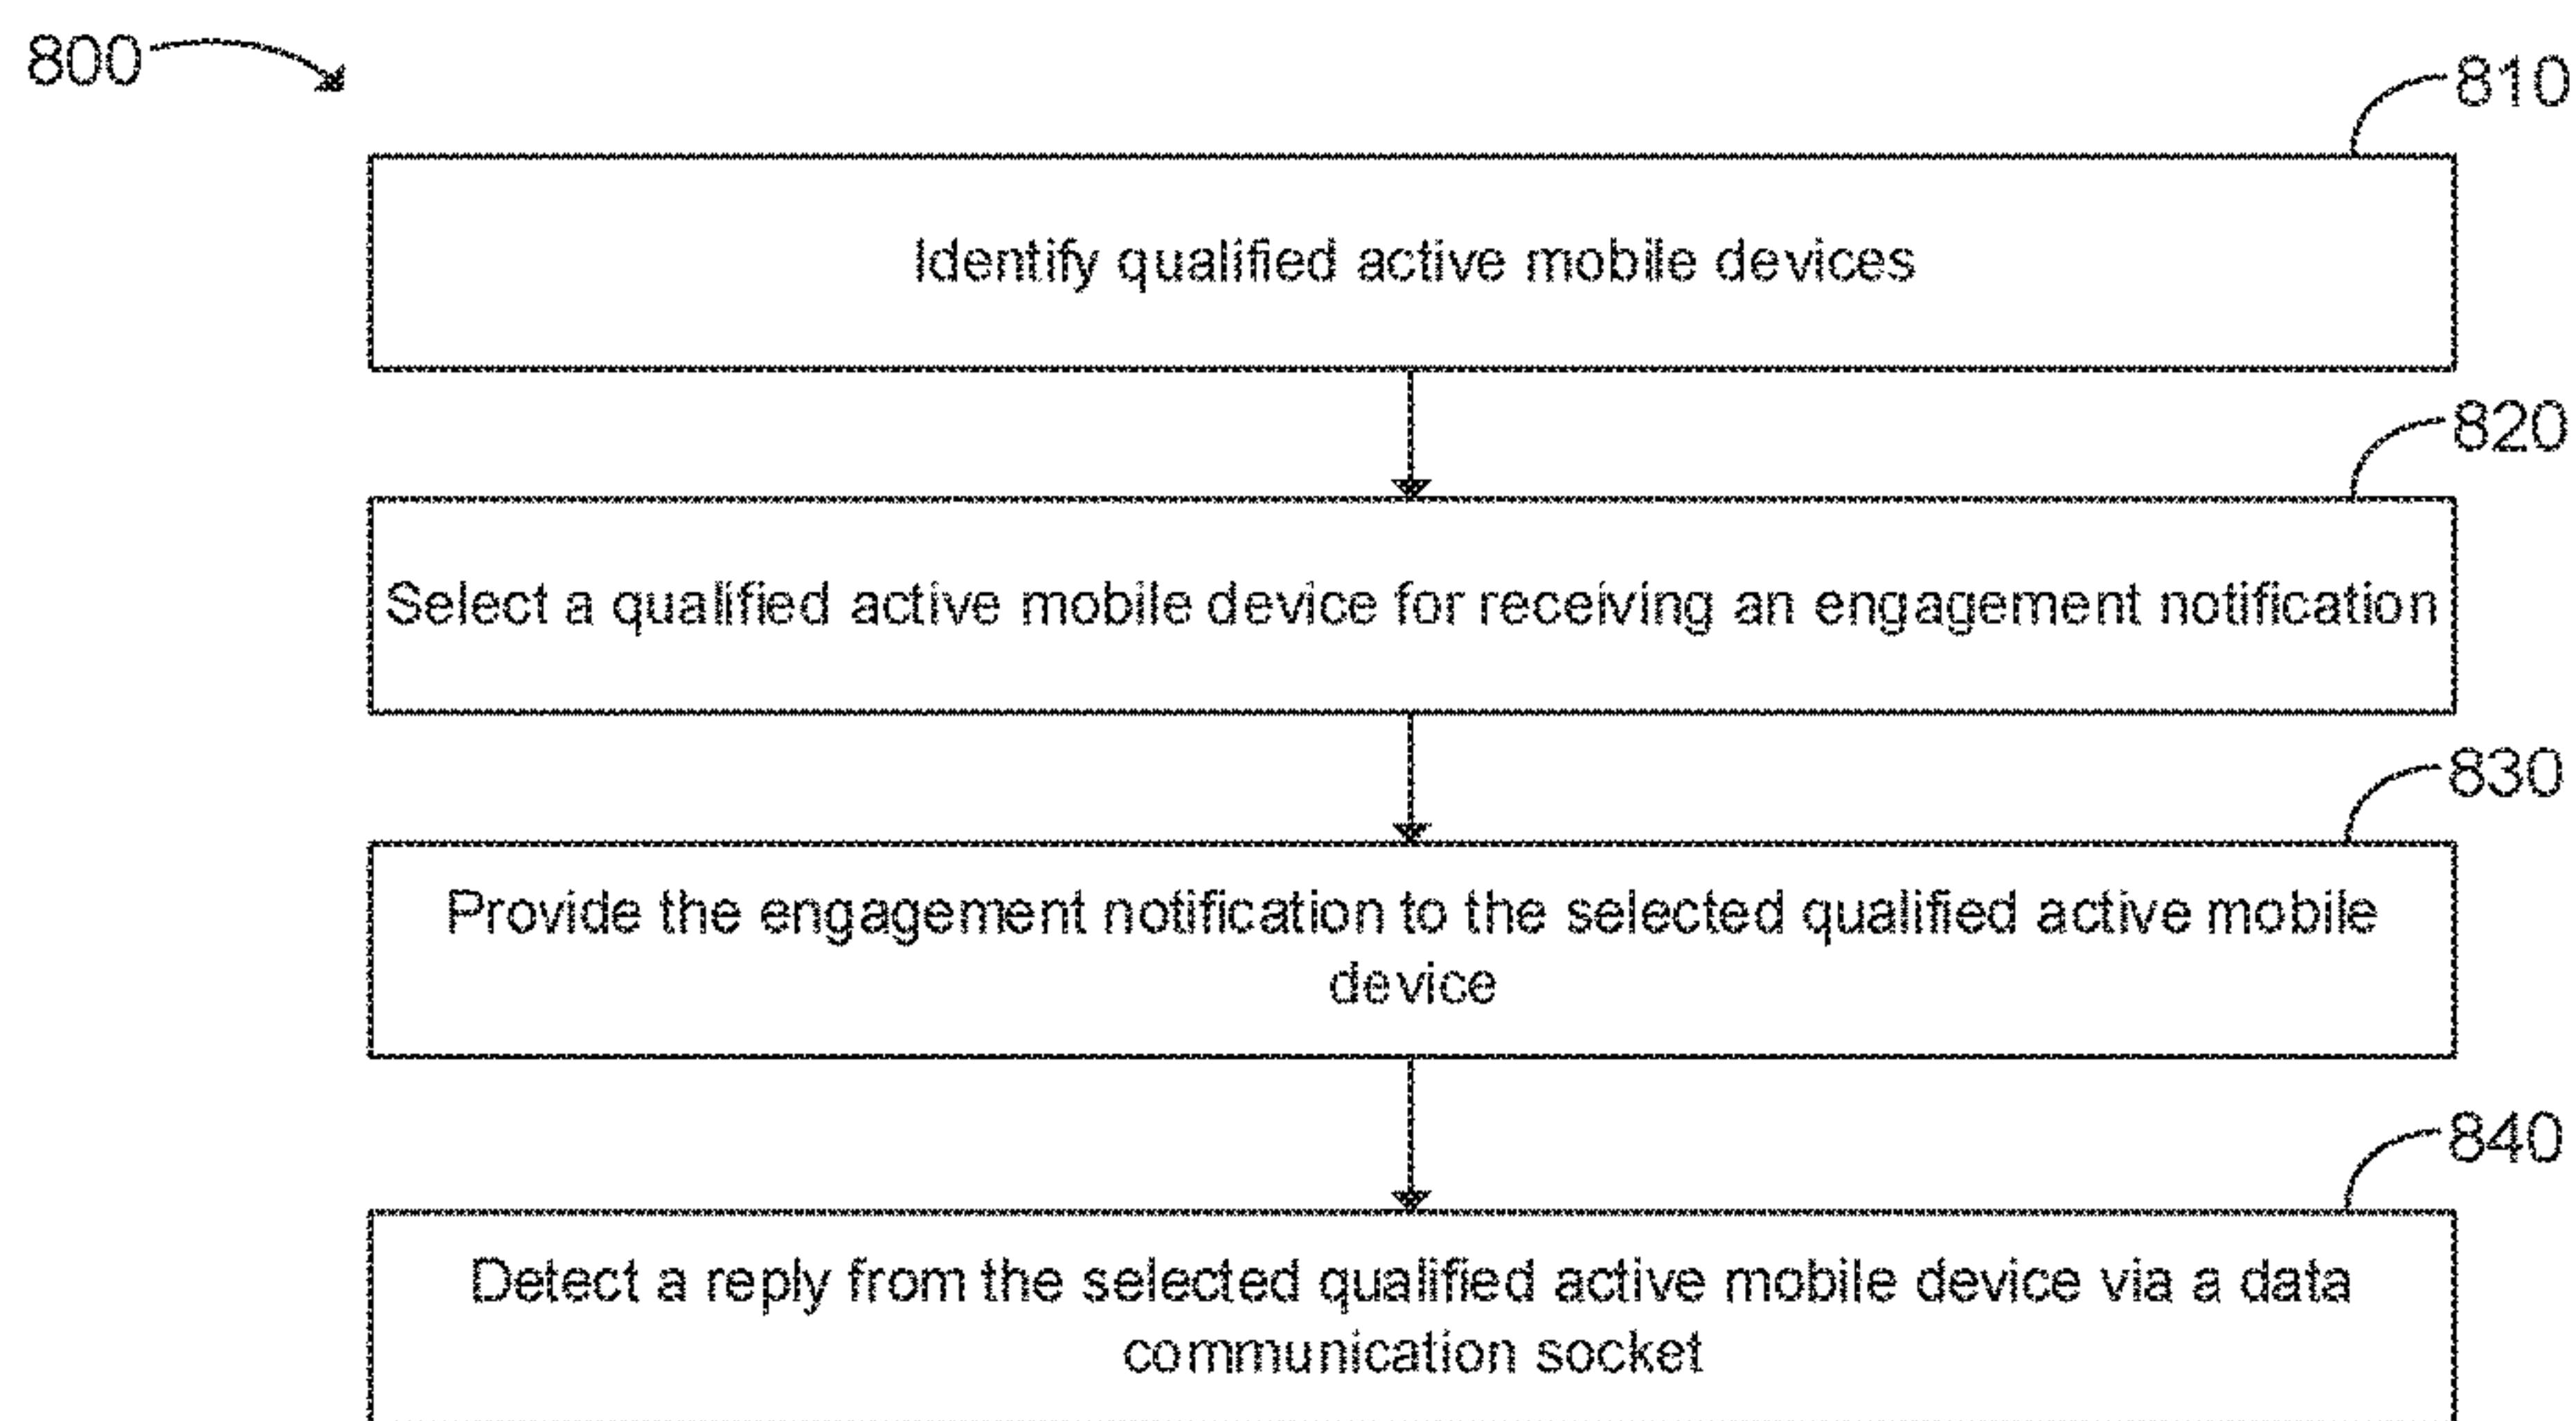 800
810
Identify qualified active mobile devices
820
Select a qualified active mobile device for receiving an engagement notification
830
Provide the engagement notification to the selected qualified active mobile
device
840
Detect a reply from the selected qualified active mobile device via a data
communication socket